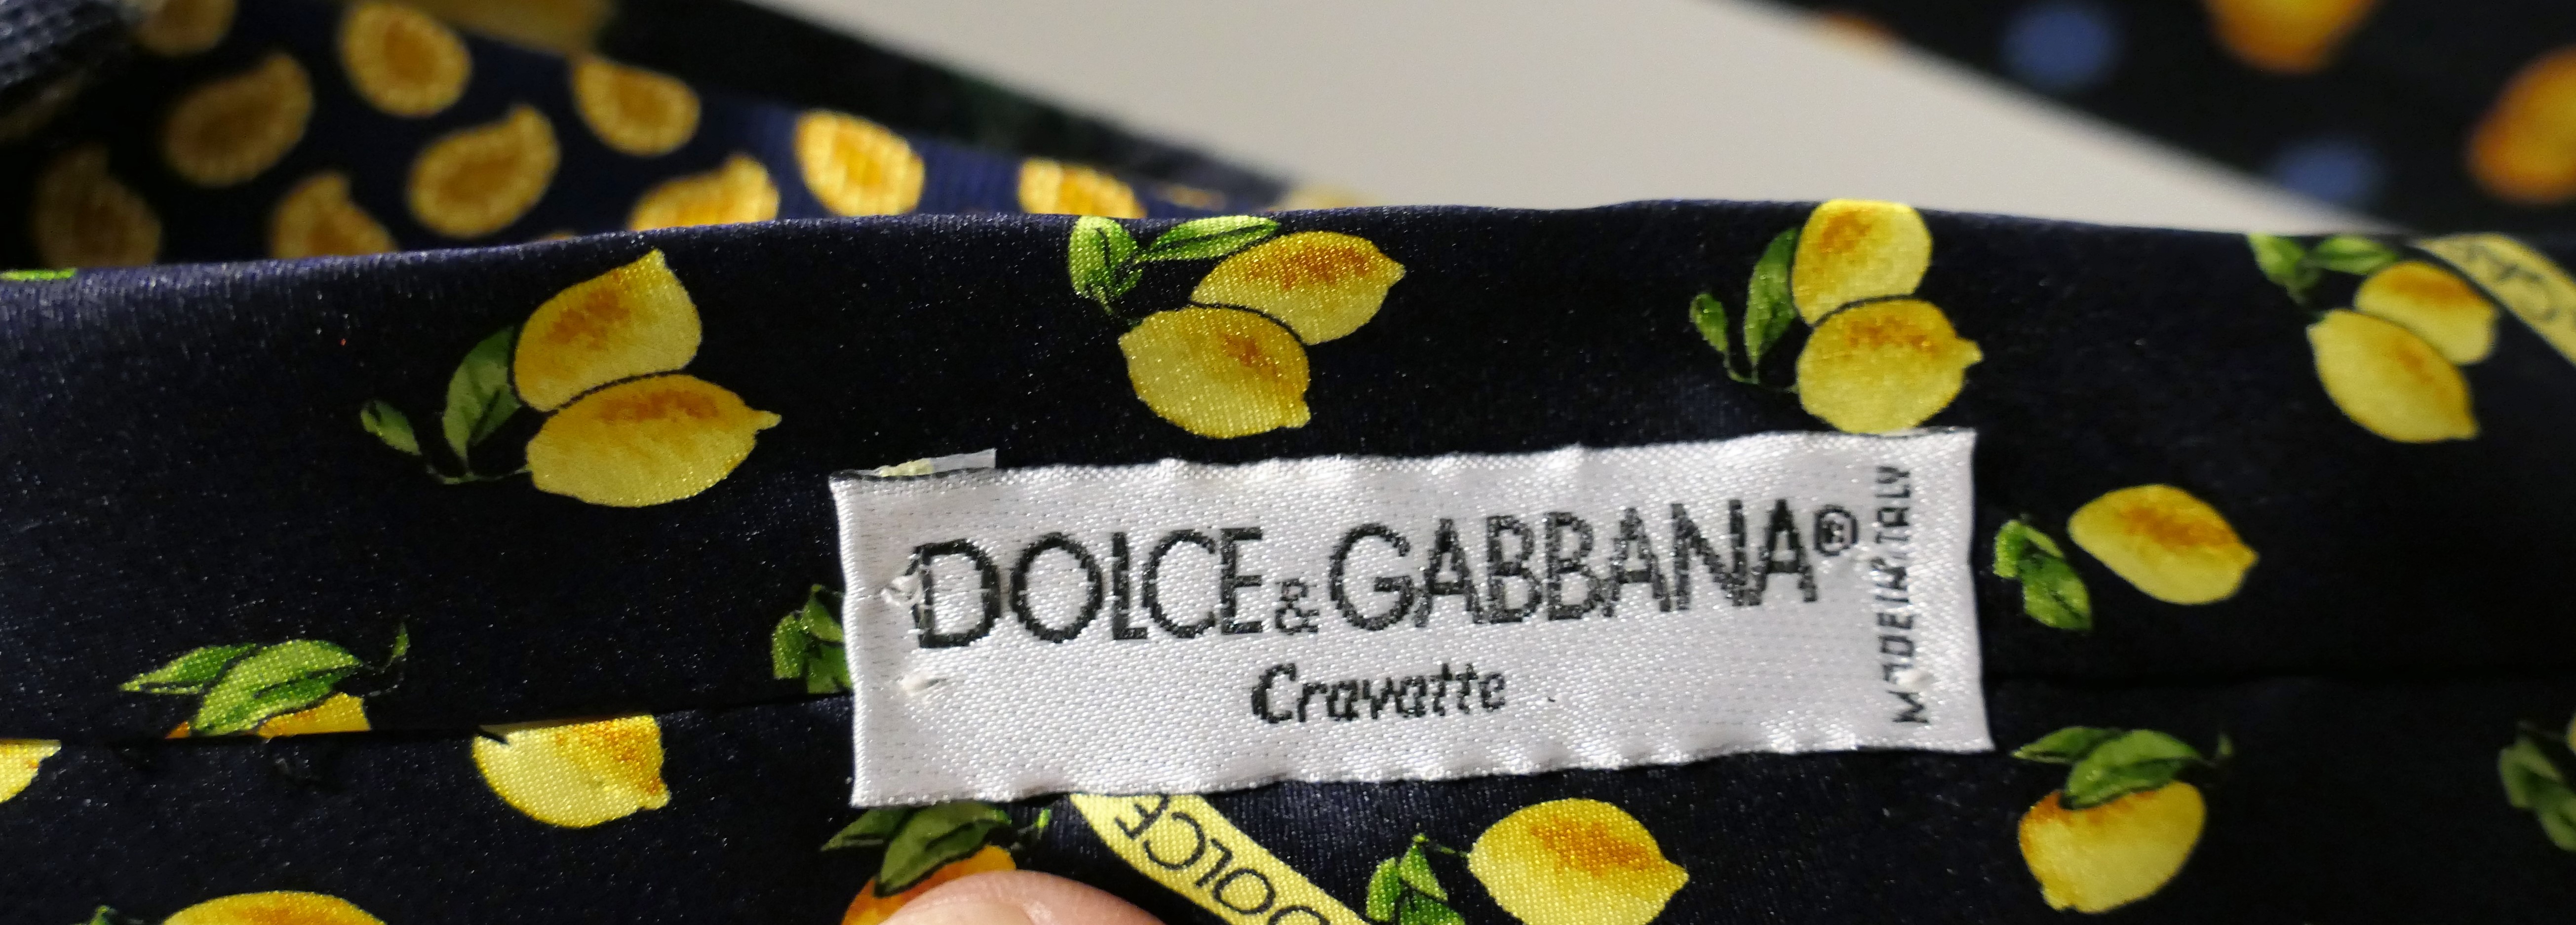 DOLCE&GABBANA®
Cravatte
MADE IN ITALY
DOLCE